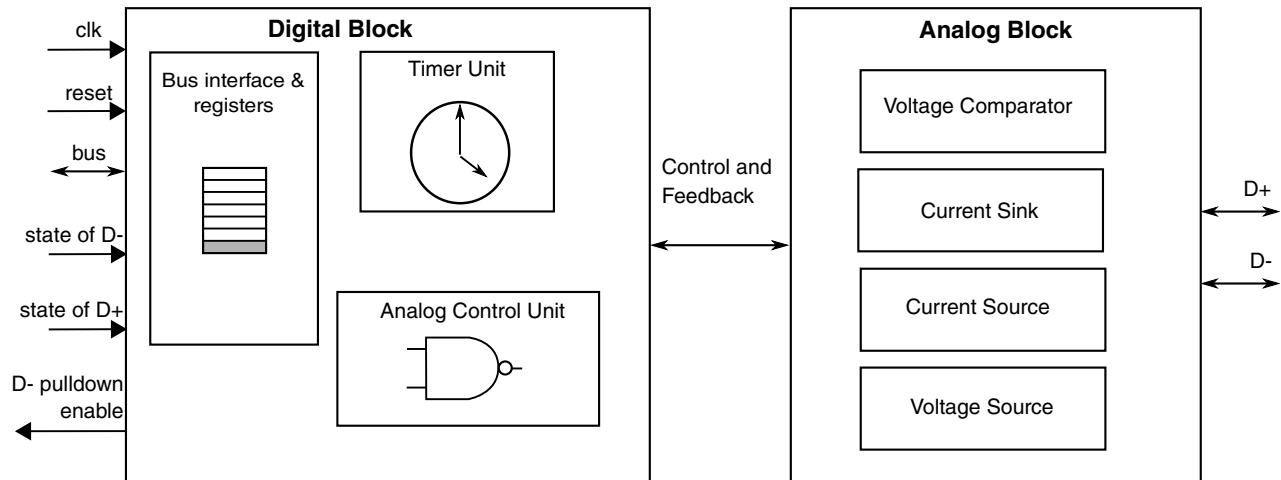 clk
reset
bus
state of D-
state of D+
D- pulldown
enable
Digital Block
Bus interface &
registers
Timer Unit
Analog Control Unit
Control and
Feedback
Analog Block
Voltage Comparator
Current Sink
Current Source
Voltage Source
D+
D-